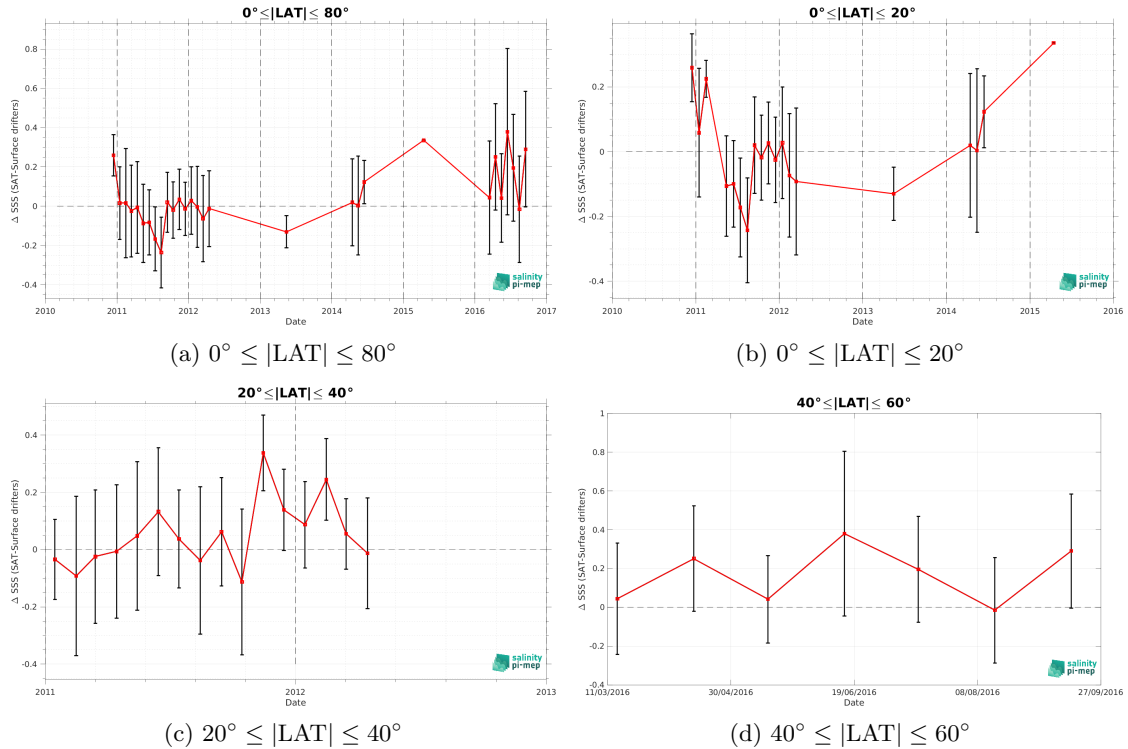 0°≤|LAT|≤ 80°
Δ SSS (SAT-Surface drifters)
0.8
0.6
0.4
0.2
0
-0.2
-0.4
2010 2011 2012 2013 2014 2015 2016 2017
Date
salinity
pi-mep
(a) 0° ≤ |LAT| ≤ 80°
0°≤|LAT|≤ 20°
Δ SSS (SAT-Surface drifters)
0.2
0
-0.2
-0.4
2010 2011 2012 2013 2014 2015 2016
Date
salinity
pi-mep
(b) 0° ≤ |LAT| ≤ 20°
20°≤|LAT|≤ 40°
Δ SSS (SAT-Surface drifters)
0.4
0.2
0
-0.2
-0.4
2011 2012 2013
Date
salinity
pi-mep
(c) 20° ≤ |LAT| ≤ 40°
40°≤|LAT|≤ 60°
Δ SSS (SAT-Surface drifters)
1
0.8
0.6
0.4
0.2
0
-0.2
-0.4
11/03/2016 30/04/2016 19/06/2016 08/08/2016 27/09/2016
Date
salinity
pi-mep
(d) 40° ≤ |LAT| ≤ 60°